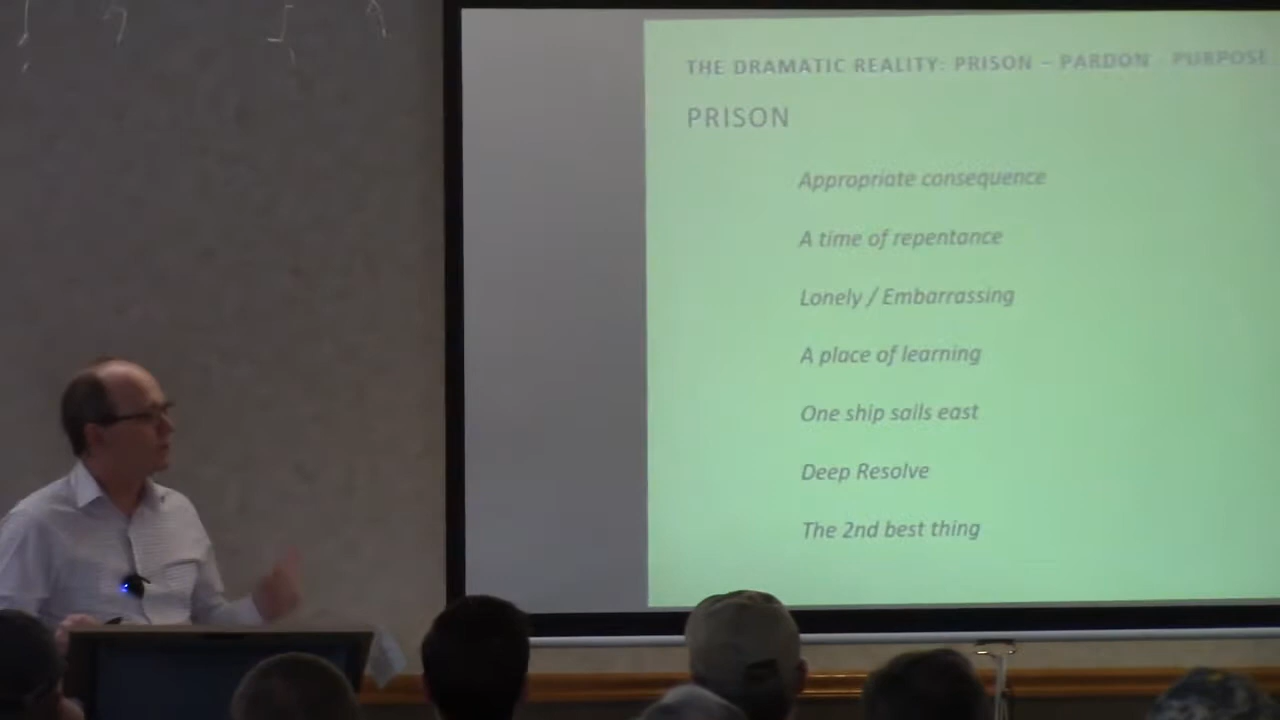 THE DRAMATIC REALITY: PRISON – PARDON PURPOSE
PRISON
Appropriate consequence
A time of repentance
Lonely / Embarrassing
A place of learning
One ship sails east
Deep Resolve
The 2nd best thing